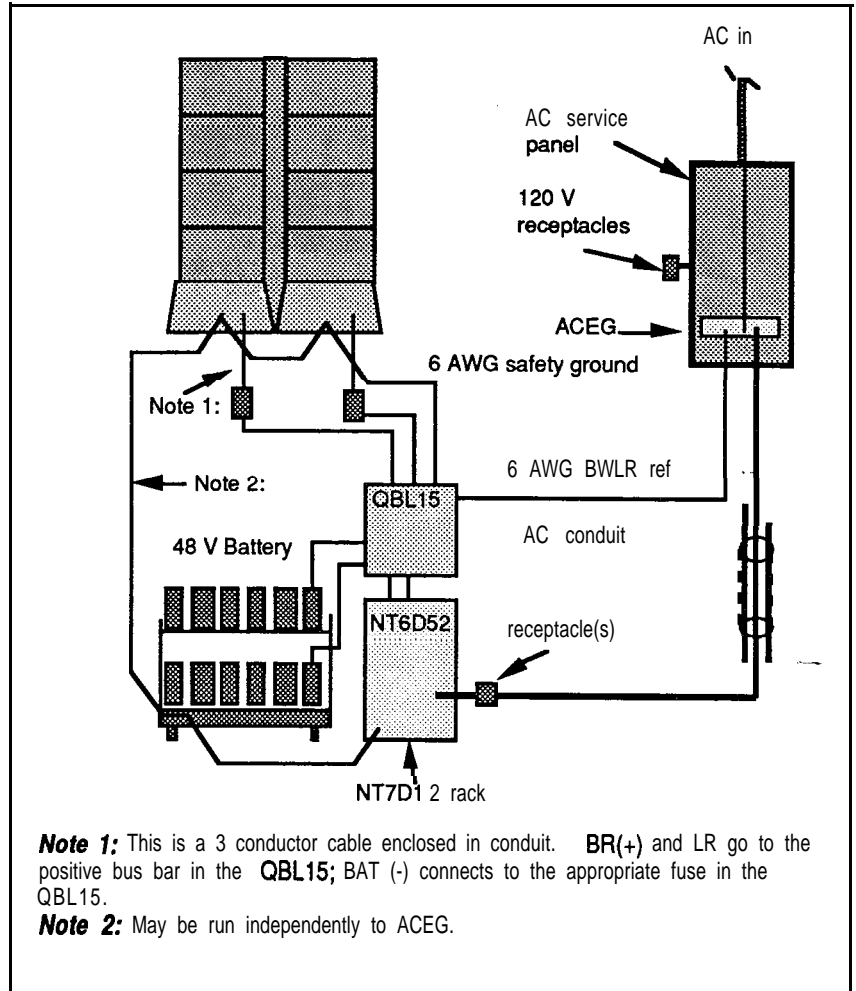 AC in
AC service
panel
120 V
receptacles
ACEG
6 AWG safety ground
Note 1:
6 AWG BWLR ref
Note 2:
QBL15
AC conduit
48 V Battery
NT6D52
receptacle(s)
NT7D1 2 rack
Note 1: This is a 3 conductor cable enclosed in conduit. BR(+) and LR go to the
positive bus bar in the QBL15; BAT (-) connects to the appropriate fuse in the
QBL15.
Note 2: May be run independently to ACEG.